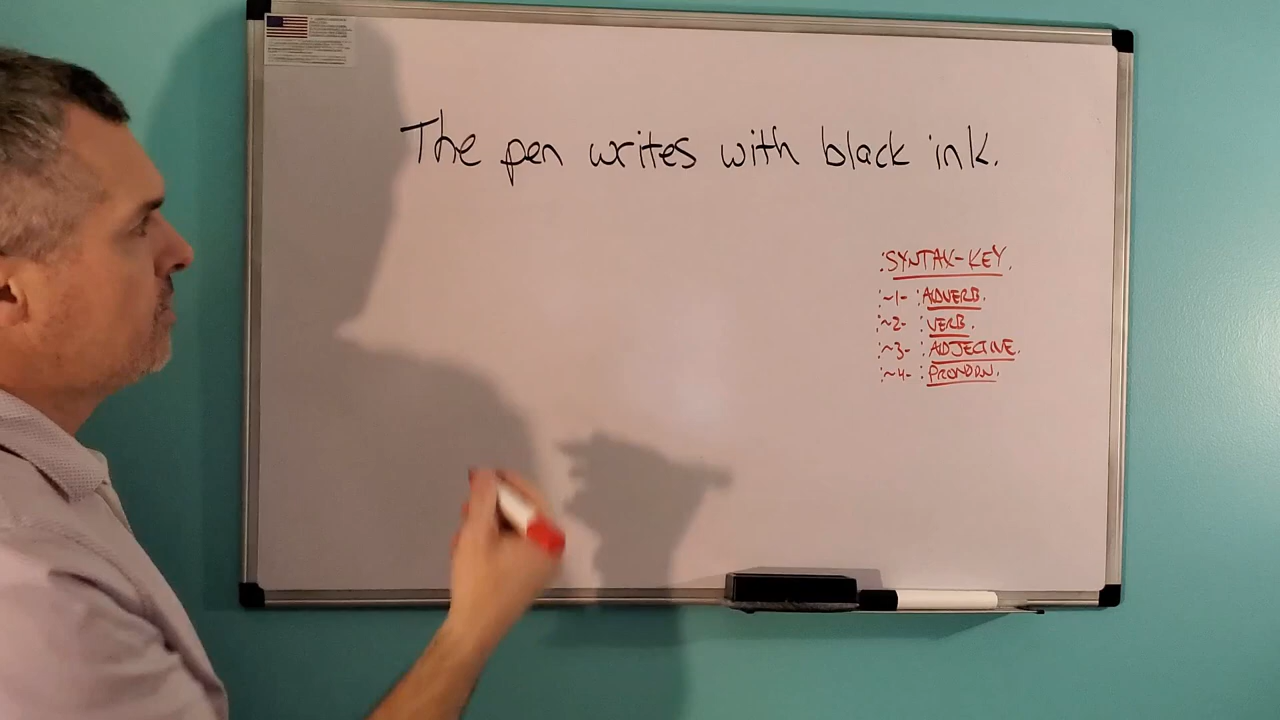 The pen writes with black ink.
:SYNTAX-KEY.
:~1- :ADVERB.
:~2- :VERB.
:~3- :ADJECTIVE.
:~4- :PRONOUN.